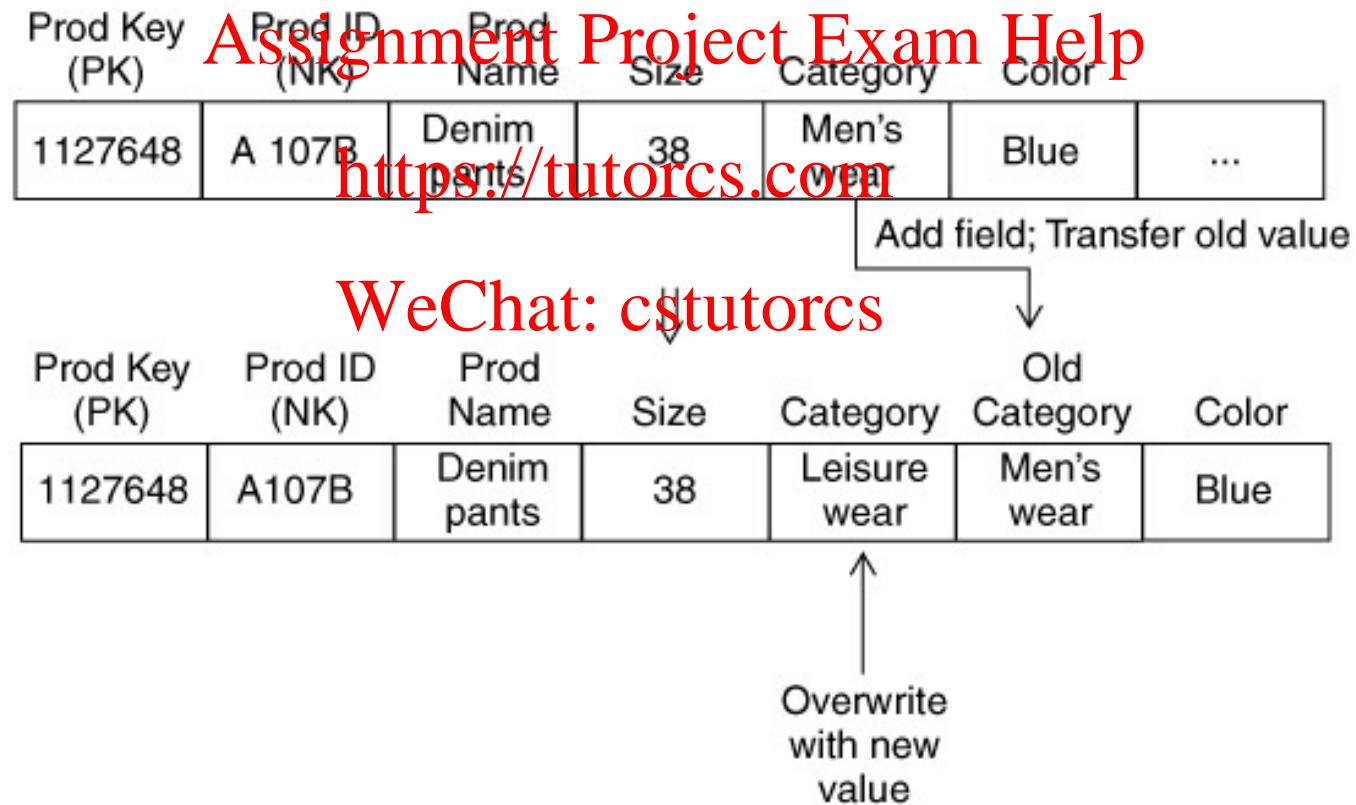 Prod Key Prod ID Prod
Assignment Project Exam Help
(PK) (NK) Name Size Category Color
1127648 A 107B Denim pants 38 Men's wear Blue ...
https://tutorcs.com
Add field; Transfer old value
WeChat: cstutorcs
Prod Key Prod ID Prod Old
(PK) (NK) Name Size Category Category Color
1127648 A107B Denim pants 38 Leisure wear Men's wear Blue
Overwrite
with new
value